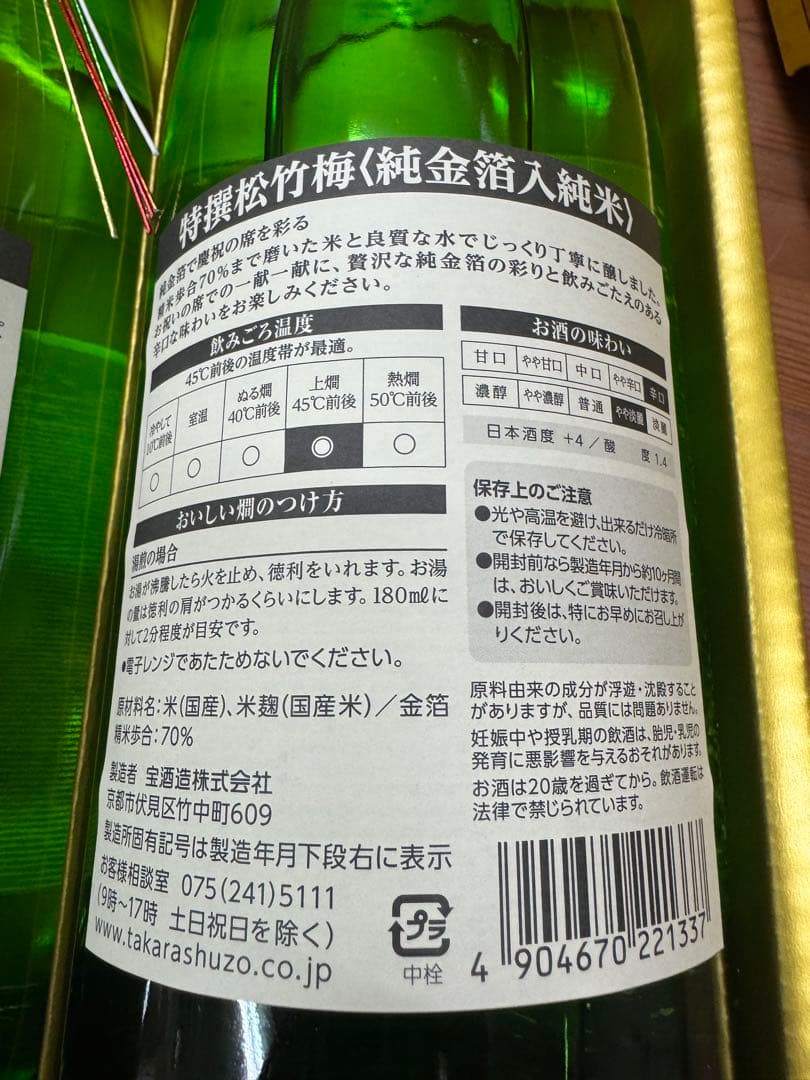 特撰松竹梅〈純金箔入純米〉
純金箔で慶祝の席を彩る
精米歩合70%まで磨いた米と良質な水でじっくり丁寧に醸しました。
お祝いの席での一献一献に、贅沢な純金箔の彩りと飲みごたえのある
辛口な味わいをお楽しみください。
飲みごろ温度
45℃前後の温度帯が最適。
冷やして10℃前後 室温 ぬる燗40℃前後 上燗45℃前後 熱燗50℃前後
○ ○ ○ ◎ ○
おいしい燗のつけ方
湯煎の場合
お湯が沸騰したら火を止め、徳利をいれます。お湯
の量は徳利の肩がつかるくらいにします。180mlに
対して2分程度が目安です。
●電子レンジであたためないでください。
原材料名:米(国産)、米麹(国産米)/金箔
精米歩合:70%
製造者 宝酒造株式会社
京都市伏見区竹中町609
製造所固有記号は製造年月下段右に表示
お客様相談室 075(241)5111
(9時~17時 土日祝日を除く)
www.takarashuzo.co.jp
お酒の味わい
甘口 やや甘口 中口 やや辛口 辛口
濃醇 やや濃醇 普通 やや淡麗 淡麗
日本酒度 +4/酸 度 1.4
保存上のご注意
●光や高温を避け、出来るだけ冷暗所
で保存してください。
●開封前なら製造年月から約10ヶ月間
は、おいしくご賞味いただけます。
●開封後は、特にお早めにお召し上が
りください。
原料由来の成分が浮遊・沈殿すること
がありますが、品質には問題ありません。
妊娠中や授乳期の飲酒は、胎児・乳児の
発育に悪影響を与えるおそれがあります。
お酒は20歳を過ぎてから。飲酒運転は
法律で禁じられています。
プラ
中栓
4 904670 221337